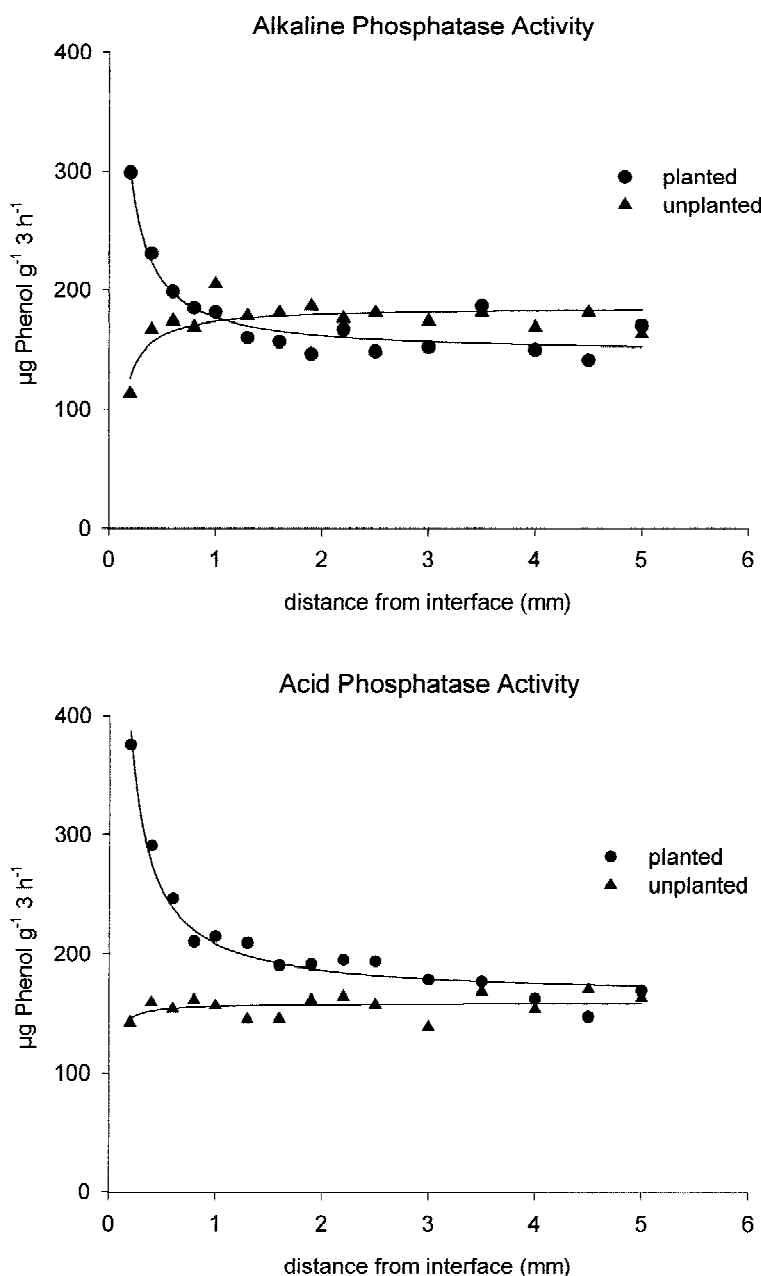 Alkaline Phosphatase Activity
400
300
200
100
0
µg Phenol g⁻¹ 3 h⁻¹
planted
unplanted
0 1 2 3 4 5 6
distance from interface (mm)
Acid Phosphatase Activity
400
300
200
100
0
µg Phenol g⁻¹ 3 h⁻¹
planted
unplanted
0 1 2 3 4 5 6
distance from interface (mm)